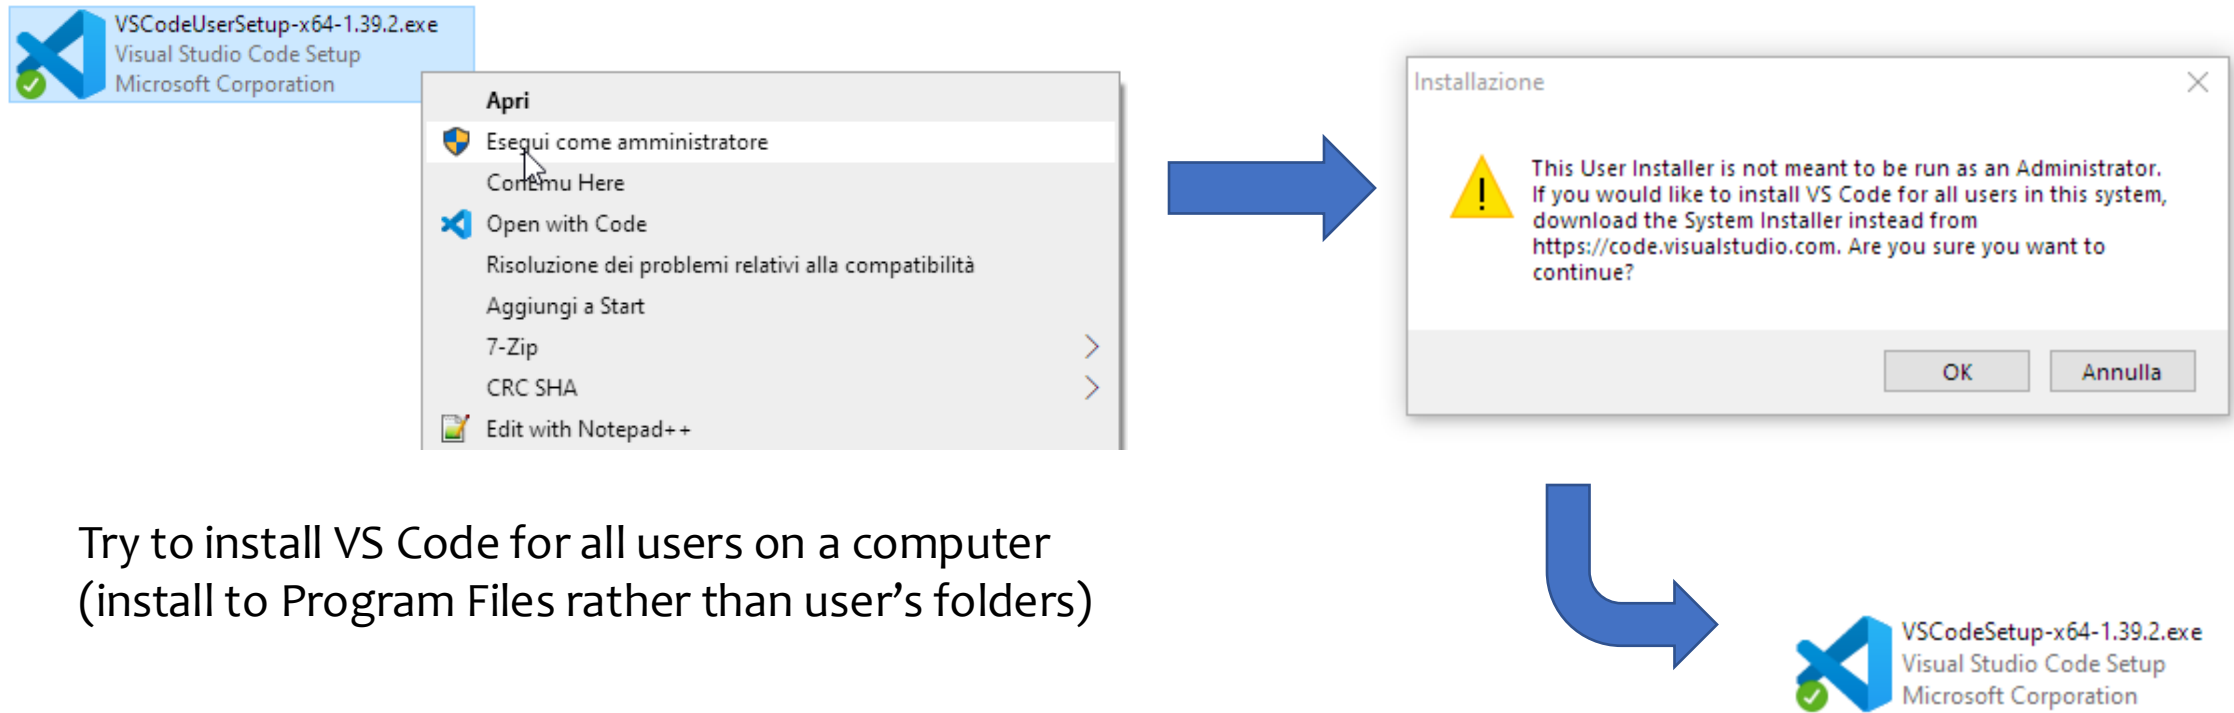 VSCodeUserSetup-x64-1.39.2.exe
Visual Studio Code Setup
Microsoft Corporation
Apri
Esegui come amministratore
ConEmu Here
Open with Code
Risoluzione dei problemi relativi alla compatibilità
Aggiungi a Start
7-Zip
CRC SHA
Edit with Notepad++
Installazione
This User Installer is not meant to be run as an Administrator.
If you would like to install VS Code for all users in this system,
download the System Installer instead from
https://code.visualstudio.com. Are you sure you want to
continue?
OK
Annulla
Try to install VS Code for all users on a computer
(install to Program Files rather than user’s folders)
VSCodeSetup-x64-1.39.2.exe
Visual Studio Code Setup
Microsoft Corporation